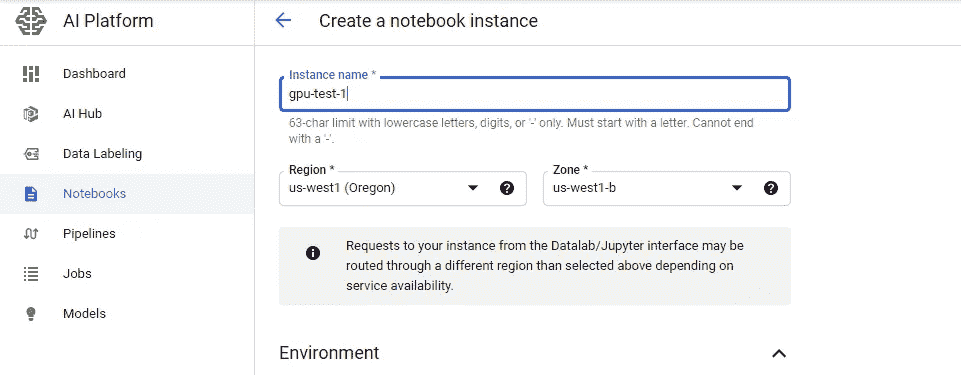 AI Platform
Create a notebook instance
Dashboard
AI Hub
Data Labeling
Notebooks
Pipelines
Jobs
Models
Instance name *
gpu-test-1
63-char limit with lowercase letters, digits, or '-' only. Must start with a letter. Cannot end
with a '-'.
Region *
us-west1 (Oregon)
Zone *
us-west1-b
Requests to your instance from the Datalab/Jupyter interface may be
routed through a different region than selected above depending on
service availability.
Environment